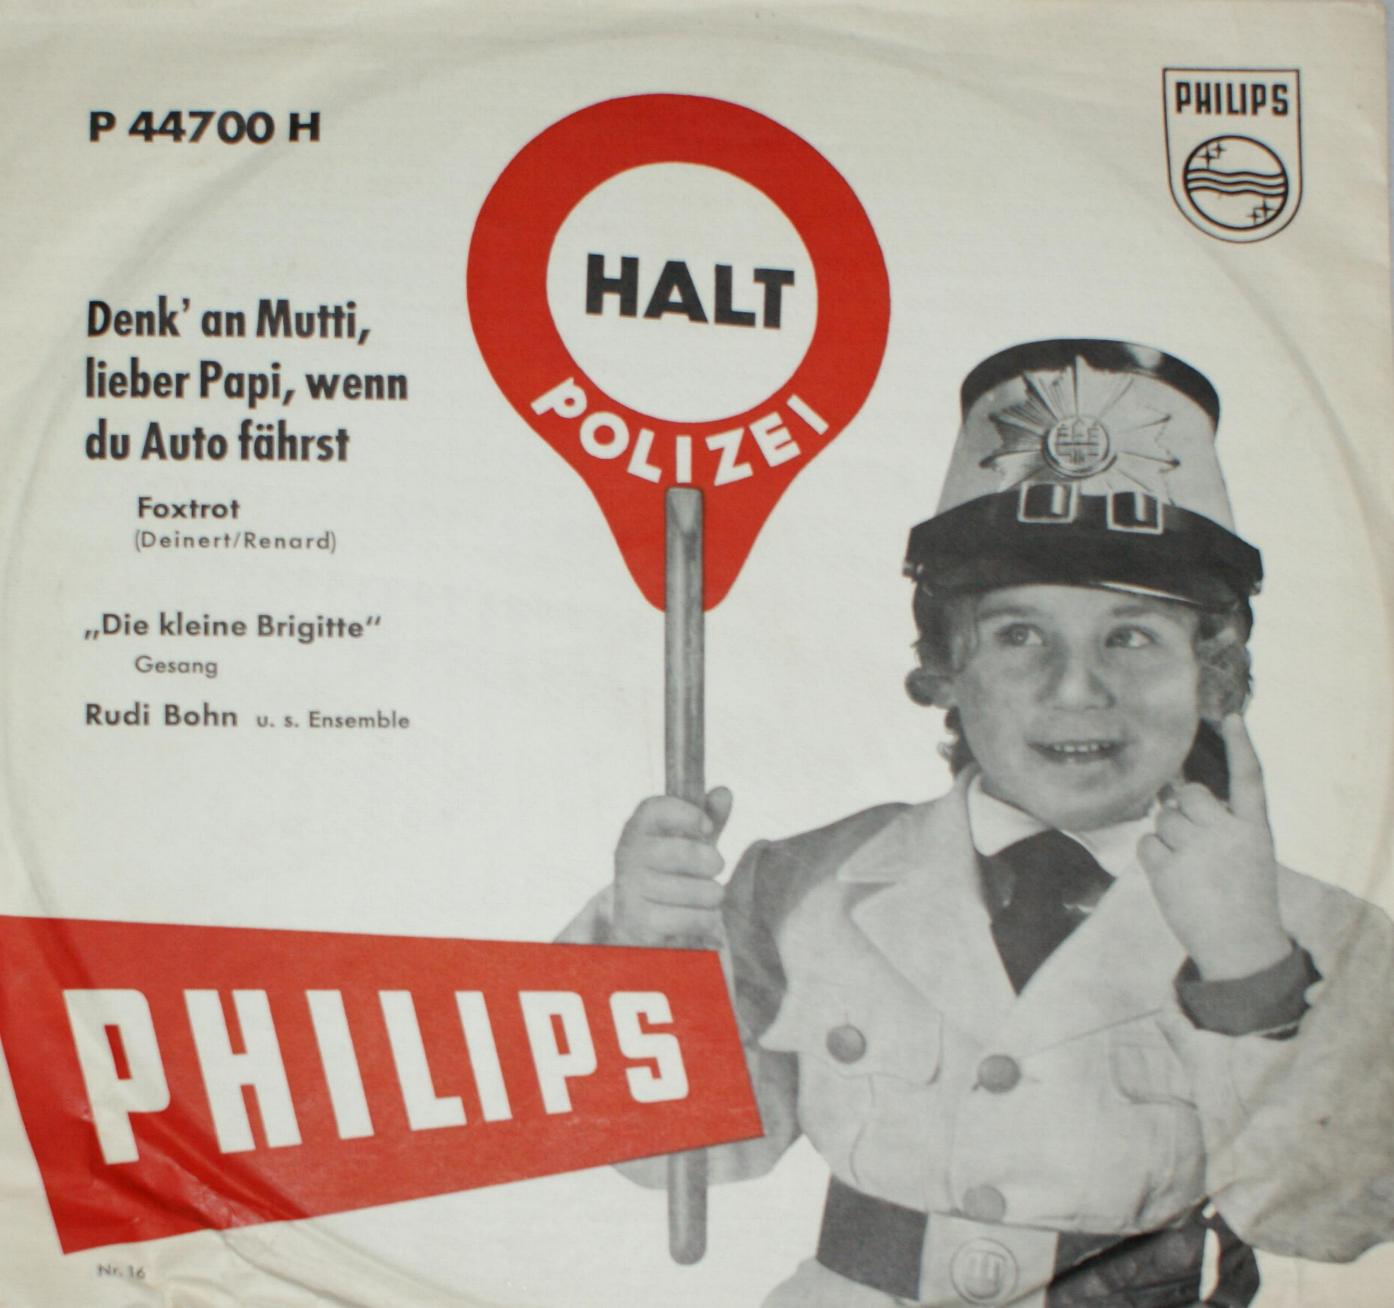 P 44700 H
PHILIPS
HALT
POLIZEI
Denk' an Mutti,
lieber Papi, wenn
du Auto fährst
Foxtrot
(Deinert/Renard)
„Die kleine Brigitte“
Gesang
Rudi Bohn u. s. Ensemble
PHILIPS
Nr. 16